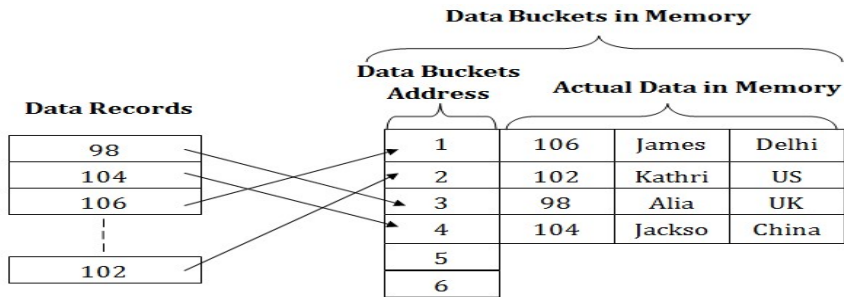 Data Buckets in Memory
Data Buckets
Address
Actual Data in Memory
Data Records
98
104
106
102
1 106 James Delhi
2 102 Kathri US
3 98 Alia UK
4 104 Jackso China
5
6